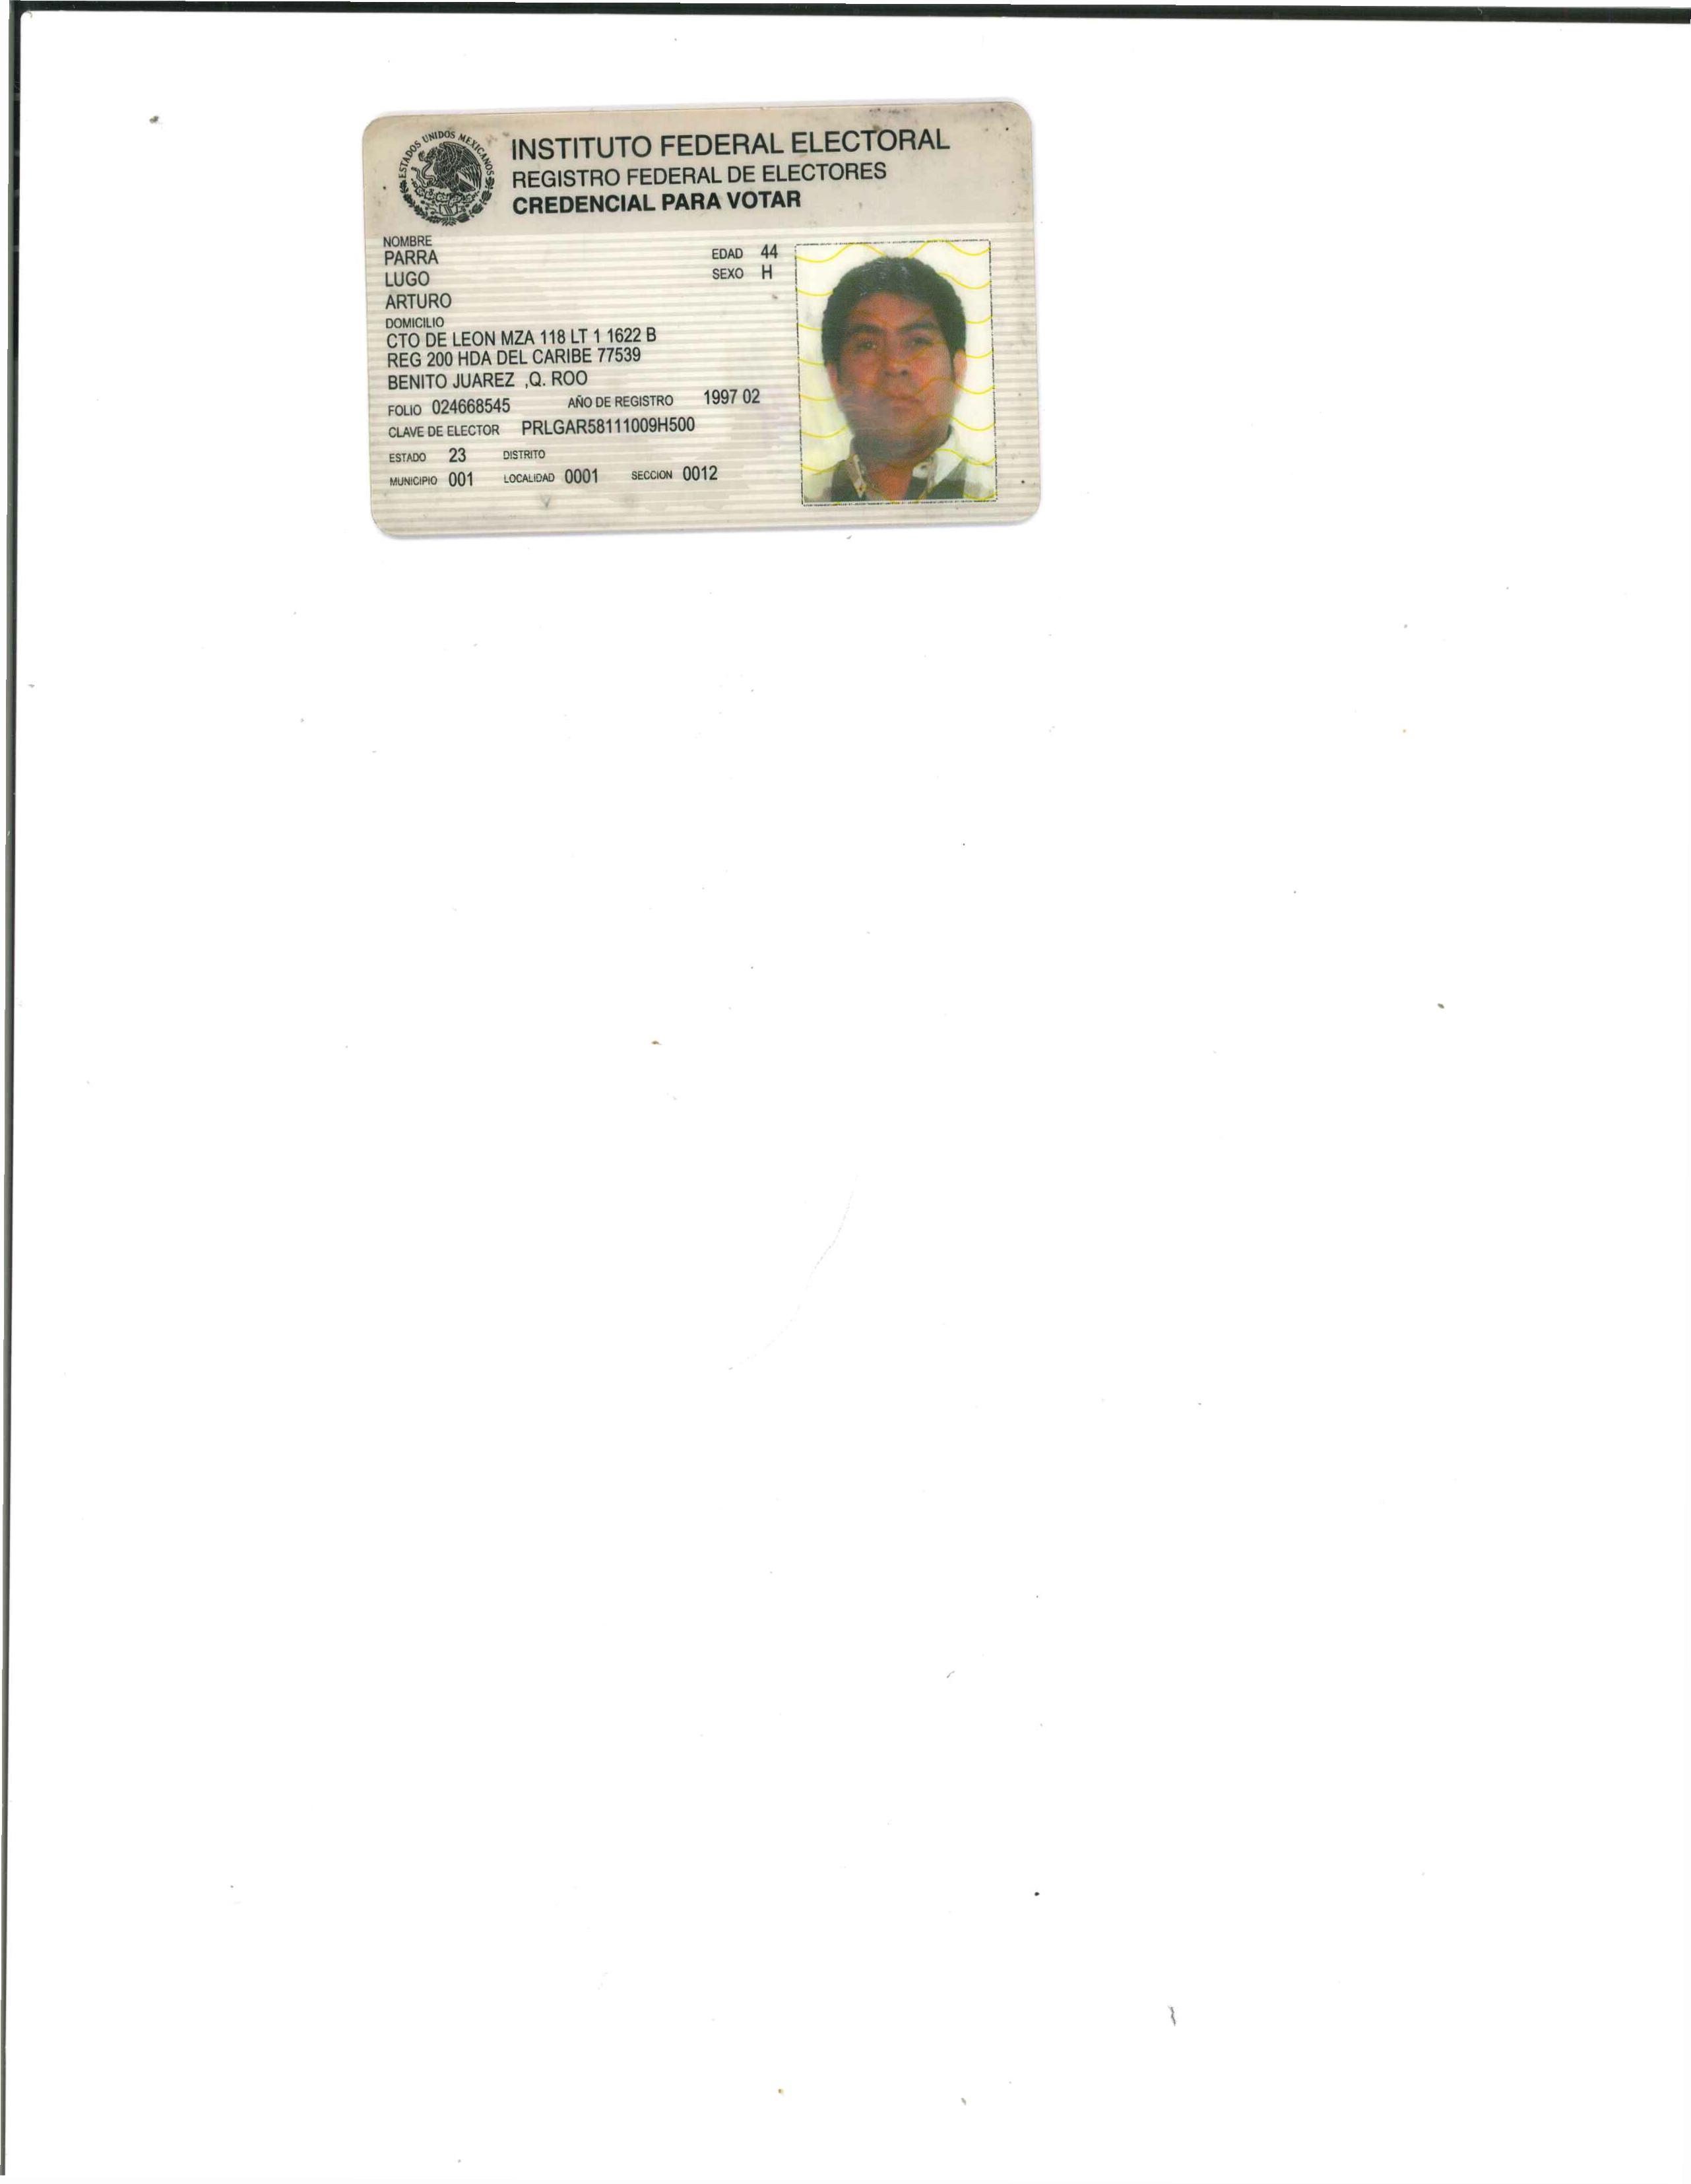 ESTADOS UNIDOS MEXICANOS
INSTITUTO FEDERAL ELECTORAL
REGISTRO FEDERAL DE ELECTORES
CREDENCIAL PARA VOTAR
NOMBRE
PARRA
LUGO
ARTURO
EDAD 44
SEXO H
DOMICILIO
CTO DE LEON MZA 118 LT 1 1622 B
REG 200 HDA DEL CARIBE 77539
BENITO JUAREZ ,Q. ROO
FOLIO 024668545 AÑO DE REGISTRO 1997 02
CLAVE DE ELECTOR PRLGAR58111009H500
ESTADO 23 DISTRITO
MUNICIPIO 001 LOCALIDAD 0001 SECCION 0012